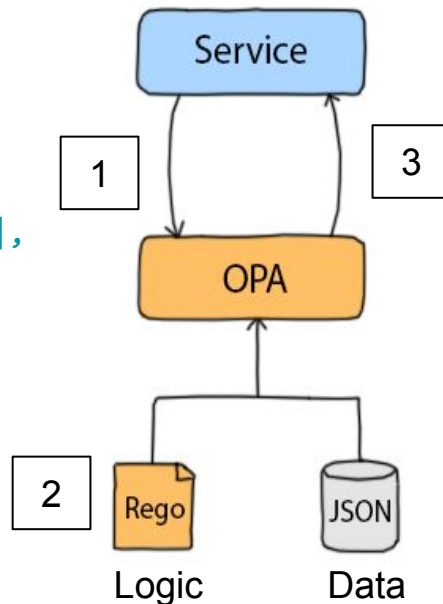 Service
1
3
],
OPA
2
Rego
JSON
Logic
Data